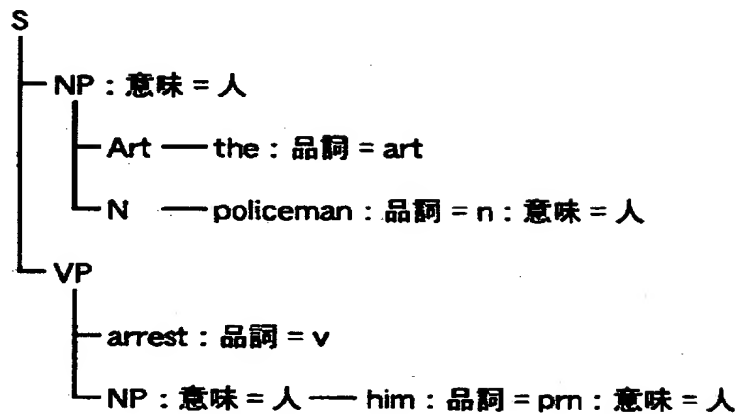 S
NP : 意味 = 人
Art the : 品詞 = art
N policeman : 品詞 = n : 意味 = 人
VP
arrest : 品詞 = v
NP : 意味 = 人 him : 品詞 = prn : 意味 = 人